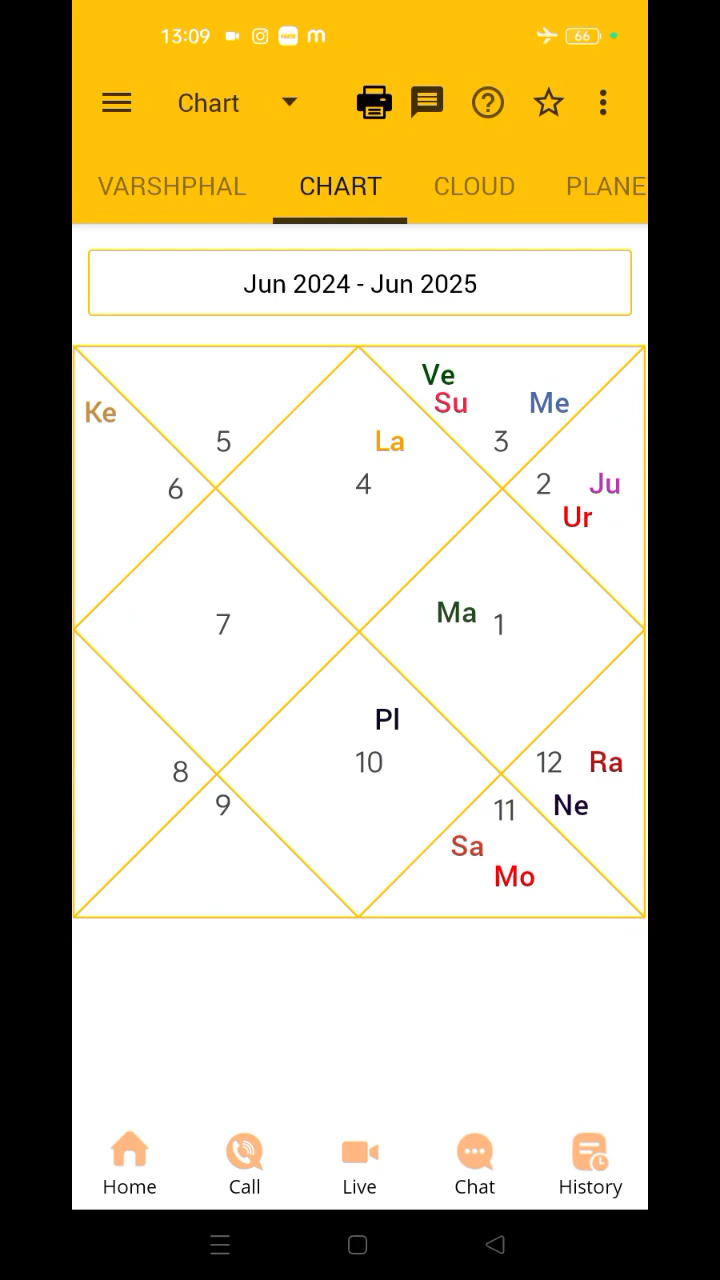 13:09 m 66
Chart
VARSHPHAL CHART CLOUD PLANE
Jun 2024 - Jun 2025
Ve
Su Me
Ke
5 La 3
6 4 2 Ju
Ur
7 Ma 1
Pl
8 10 12 Ra
9 11 Ne
Sa
Mo
Home Call Live Chat History